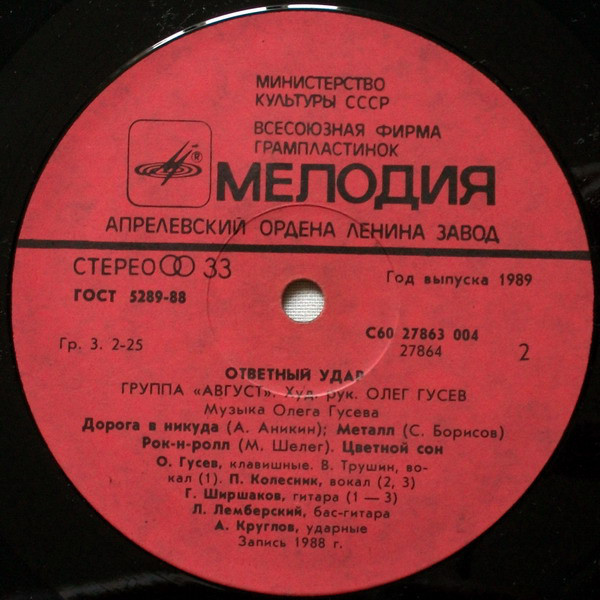 МИНИСТЕРСТВО
КУЛЬТУРЫ СССР
ВСЕСОЮЗНАЯ ФИРМА
ГРАМПЛАСТИНОК
®
МЕЛОДИЯ
АПРЕЛЕВСКИЙ ОРДЕНА ЛЕНИНА ЗАВОД
СТЕРЕО 33
Год выпуска 1989
ГОСТ 5289-88
Гр. 3. 2-25
С60 27863 004
27864
2
ОТВЕТНЫЙ УДАР
ГРУППА «АВГУСТ». Худ. рук. ОЛЕГ ГУСЕВ
Музыка Олега Гусева
Дорога в никуда (А. Аникин); Металл (С. Борисов)
Рок-н-ролл (М. Шелег). Цветной сон
О. Гусев, клавишные. В. Трушин, во-
кал (1). П. Колесник, вокал (2, 3)
Г. Ширшаков, гитара (1 — 3)
Л. Лемберский, бас-гитара
А. Круглов, ударные
Запись 1988 г.